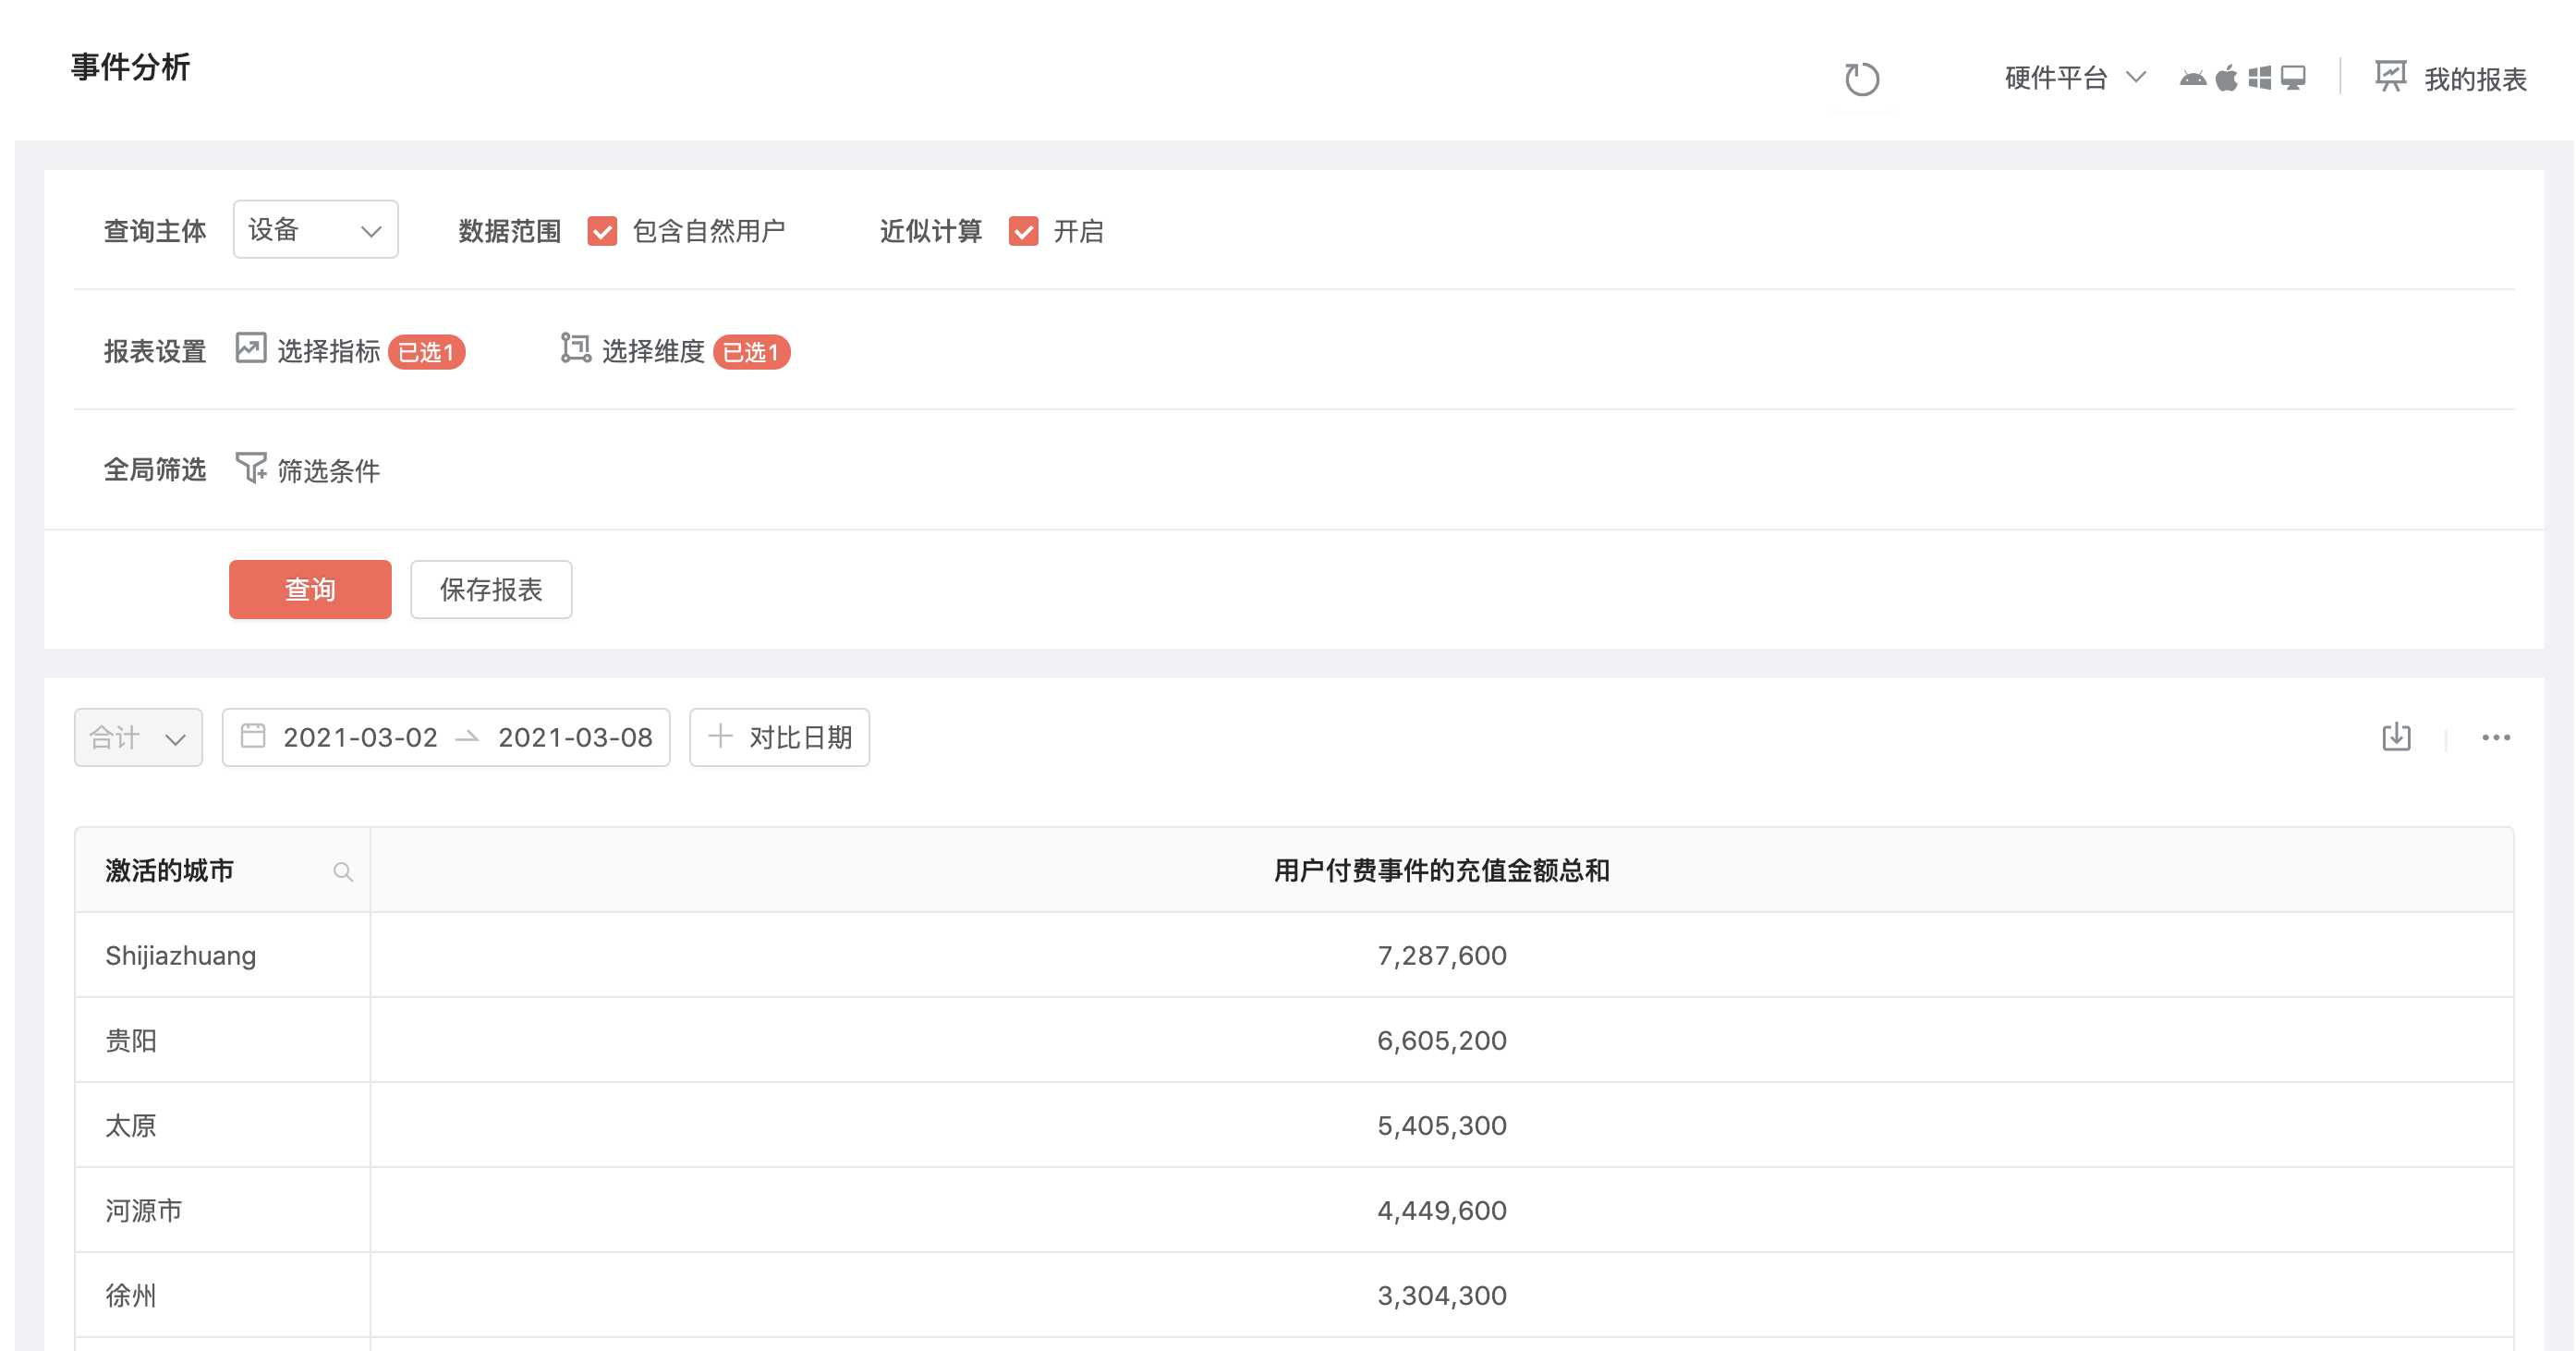 事件分析
硬件平台 我的报表
查询主体 设备 数据范围 包含自然用户 近似计算 开启
报表设置 选择指标 已选1 选择维度 已选1
全局筛选 筛选条件
查询 保存报表
合计 2021-03-02 2021-03-08 对比日期
激活的城市 用户付费事件的充值金额总和
Shijiazhuang 7,287,600
贵阳 6,605,200
太原 5,405,300
河源市 4,449,600
徐州 3,304,300